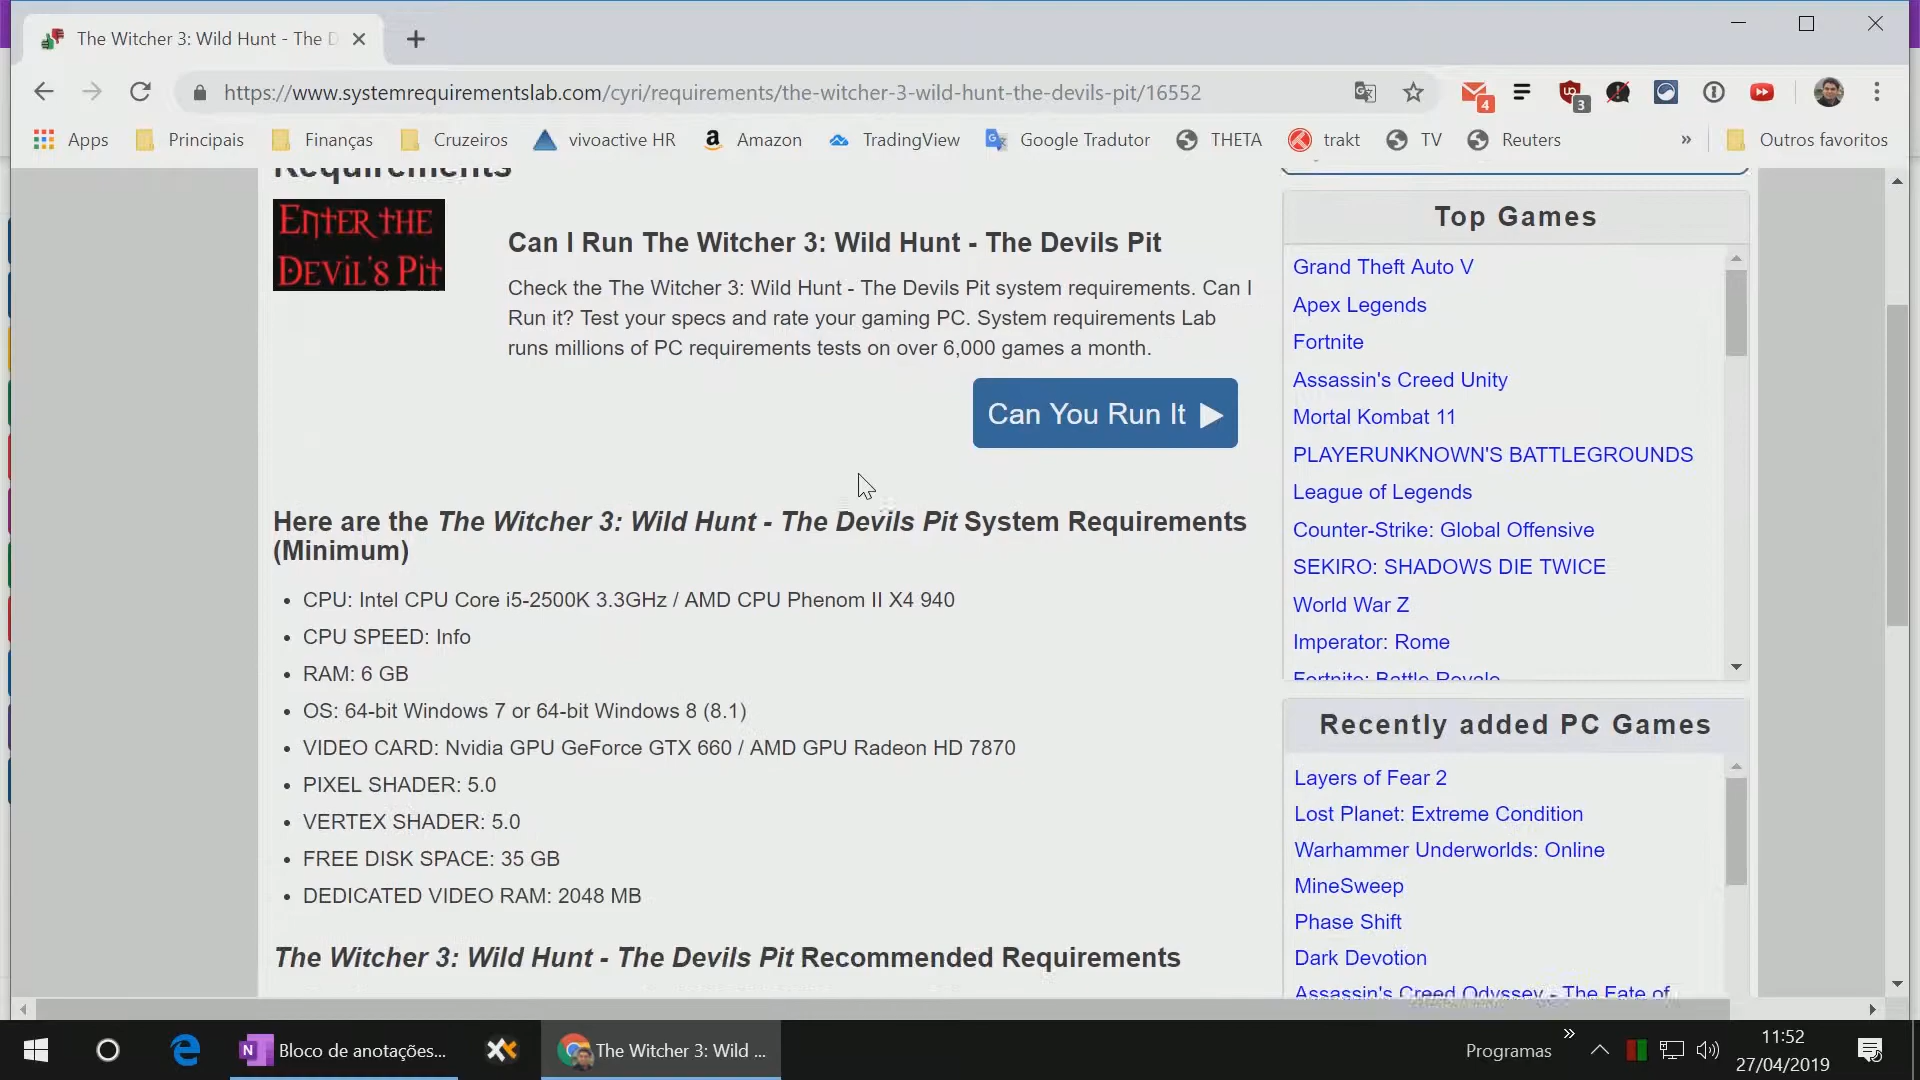 The Witcher 3: Wild Hunt - The D
https://www.systemrequirementslab.com/cyri/requirements/the-witcher-3-wild-hunt-the-devils-pit/16552
4
3
Apps
Principais
Finanças
Cruzeiros
vivoactive HR
Amazon
TradingView
Google Tradutor
THETA
trakt
TV
Reuters
»
Outros favoritos
Requirements
ENTER THE
DEVIL'S PIT
Can I Run The Witcher 3: Wild Hunt - The Devils Pit
Check the The Witcher 3: Wild Hunt - The Devils Pit system requirements. Can I
Run it? Test your specs and rate your gaming PC. System requirements Lab
runs millions of PC requirements tests on over 6,000 games a month.
Can You Run It
Here are the The Witcher 3: Wild Hunt - The Devils Pit System Requirements
(Minimum)
• CPU: Intel CPU Core i5-2500K 3.3GHz / AMD CPU Phenom II X4 940
• CPU SPEED: Info
• RAM: 6 GB
• OS: 64-bit Windows 7 or 64-bit Windows 8 (8.1)
• VIDEO CARD: Nvidia GPU GeForce GTX 660 / AMD GPU Radeon HD 7870
• PIXEL SHADER: 5.0
• VERTEX SHADER: 5.0
• FREE DISK SPACE: 35 GB
• DEDICATED VIDEO RAM: 2048 MB
The Witcher 3: Wild Hunt - The Devils Pit Recommended Requirements
Top Games
Grand Theft Auto V
Apex Legends
Fortnite
Assassin's Creed Unity
Mortal Kombat 11
PLAYERUNKNOWN'S BATTLEGROUNDS
League of Legends
Counter-Strike: Global Offensive
SEKIRO: SHADOWS DIE TWICE
World War Z
Imperator: Rome
Fortnite: Battle Royale
Recently added PC Games
Layers of Fear 2
Lost Planet: Extreme Condition
Warhammer Underworlds: Online
MineSweep
Phase Shift
Dark Devotion
Assassin's Creed Odyssey - The Fate of
Bloco de anotações...
The Witcher 3: Wild ...
Programas
»
11:52
27/04/2019